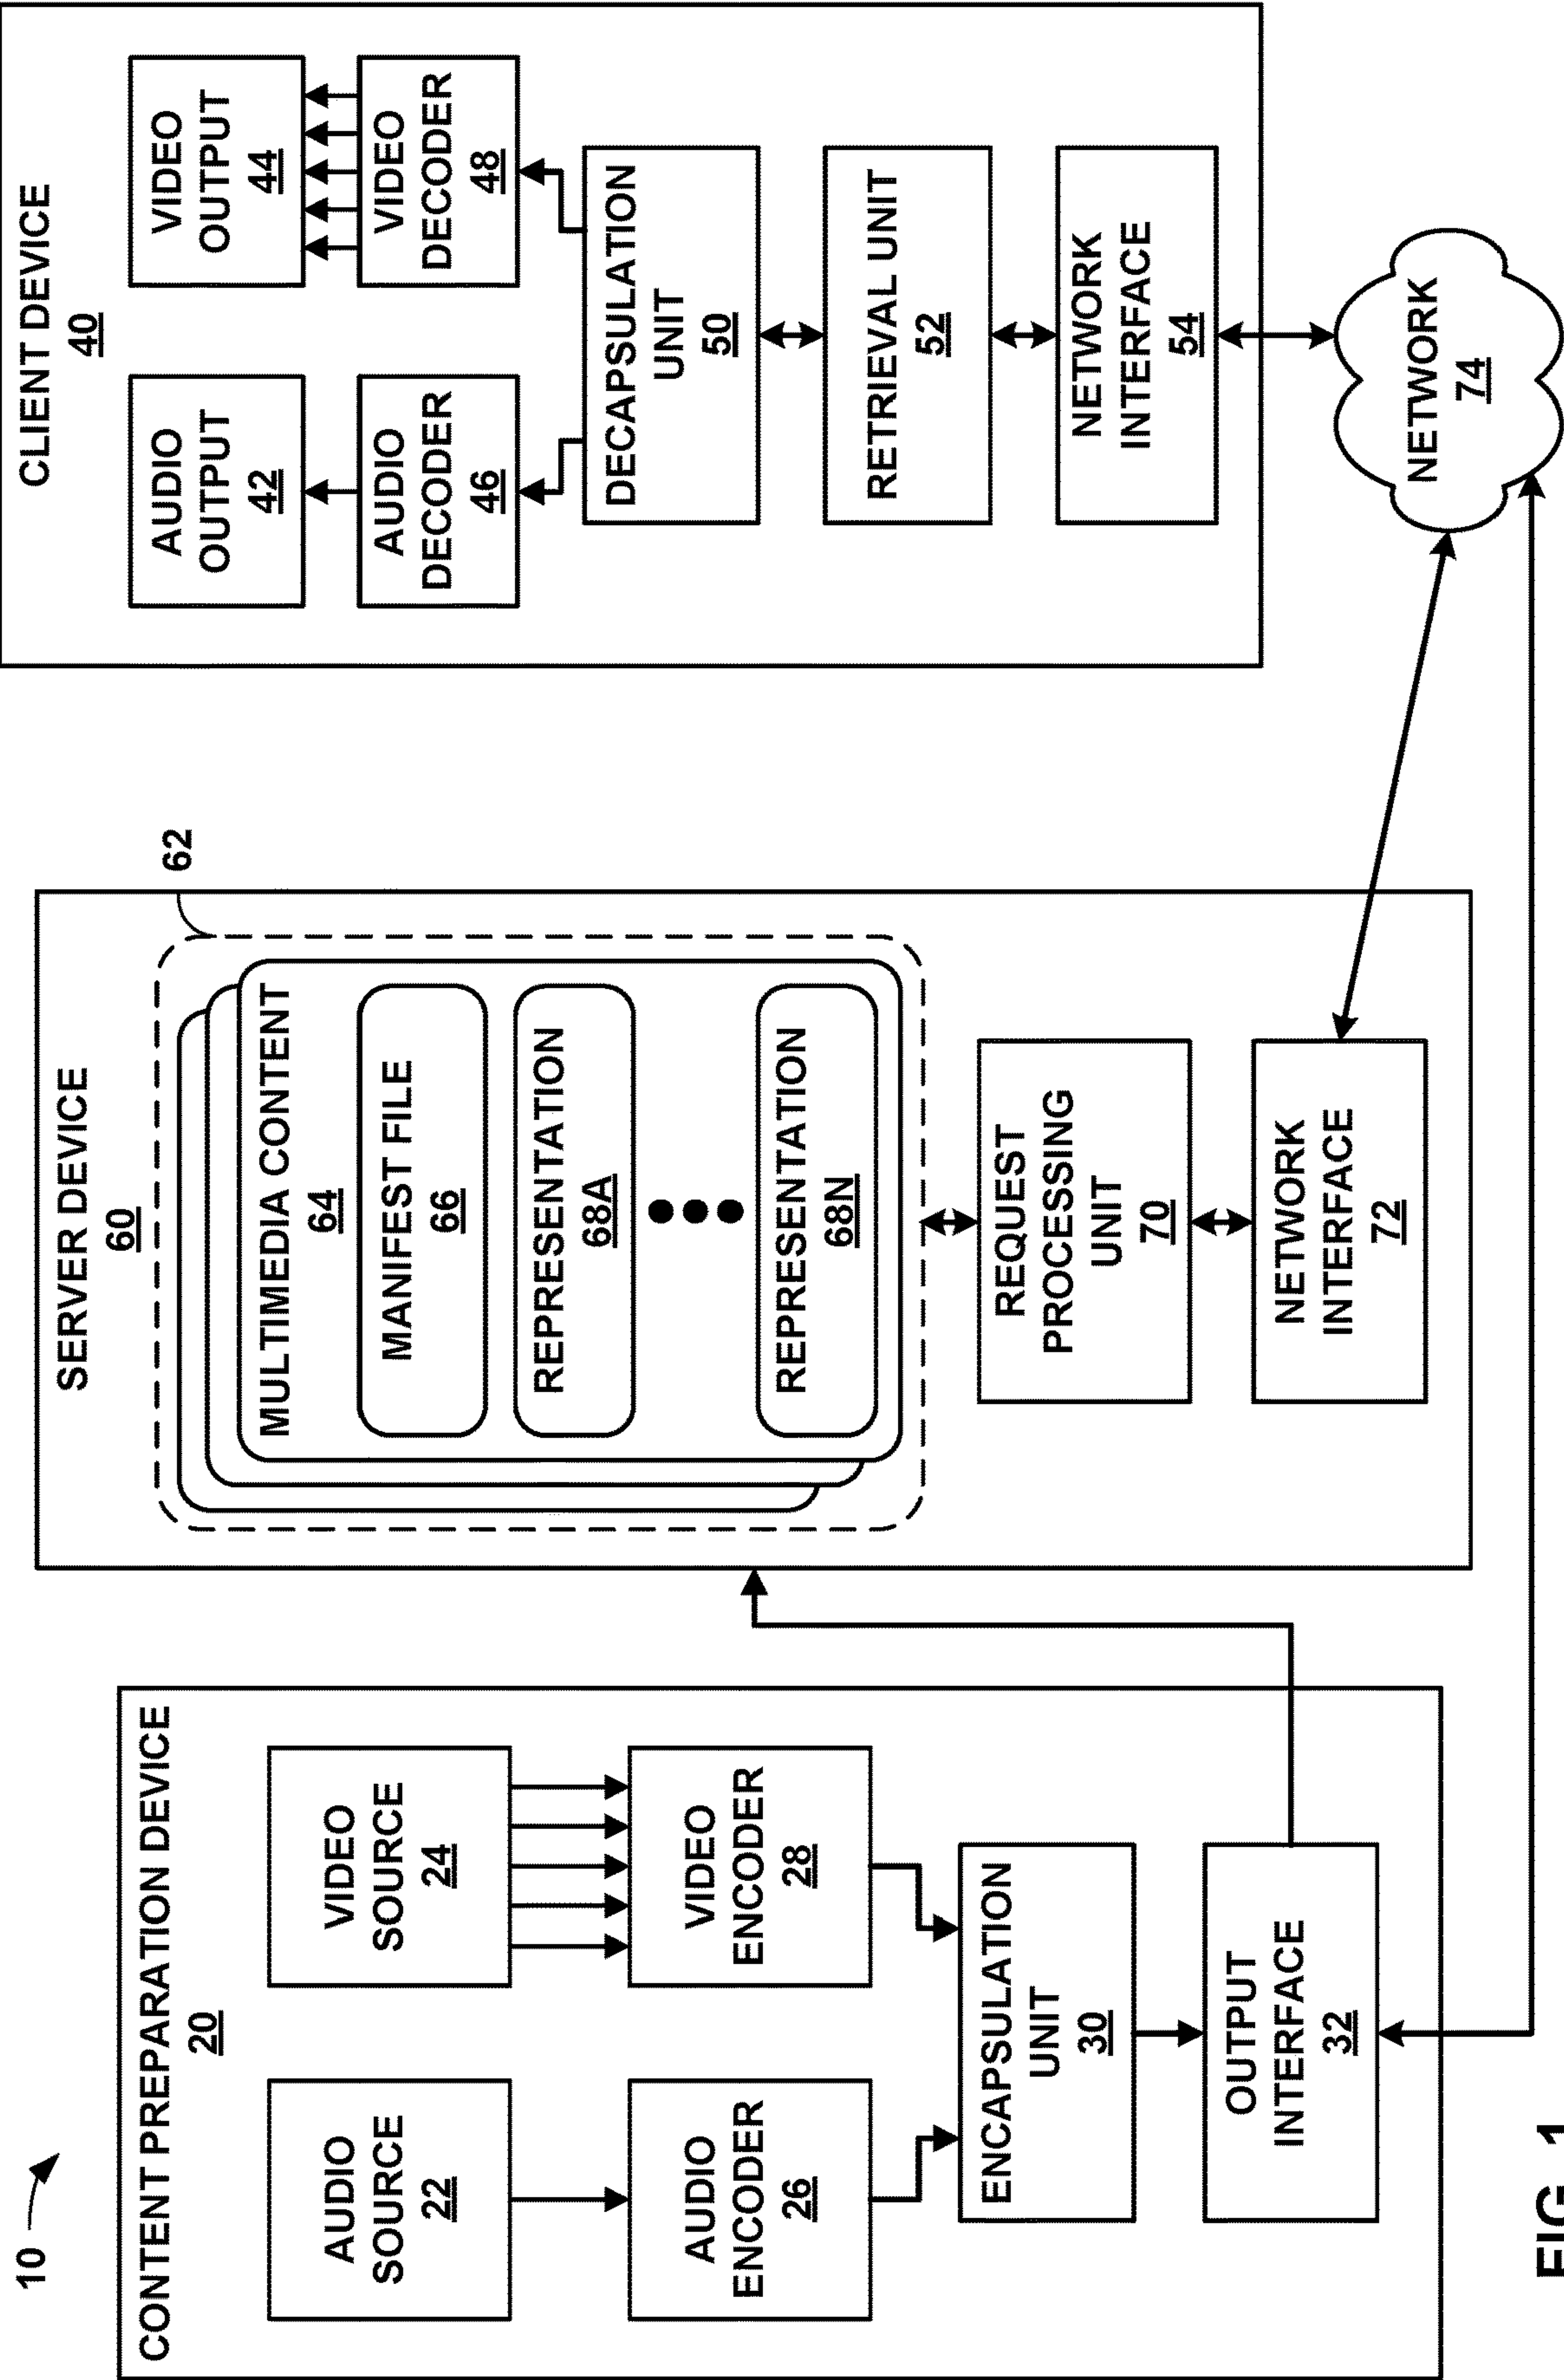 10
CONTENT PREPARATION DEVICE
20
AUDIO
SOURCE
22
VIDEO
SOURCE
24
AUDIO
ENCODER
26
VIDEO
ENCODER
28
ENCAPSULATION
UNIT
30
OUTPUT
INTERFACE
32
SERVER DEVICE
60
62
MULTIMEDIA CONTENT
64
MANIFEST FILE
66
REPRESENTATION
68A
REPRESENTATION
68N
REQUEST
PROCESSING
UNIT
70
NETWORK
INTERFACE
72
CLIENT DEVICE
40
AUDIO
OUTPUT
42
VIDEO
OUTPUT
44
AUDIO
DECODER
46
VIDEO
DECODER
48
DECAPSULATION
UNIT
50
RETRIEVAL UNIT
52
NETWORK
INTERFACE
54
NETWORK
74
FIG. 1